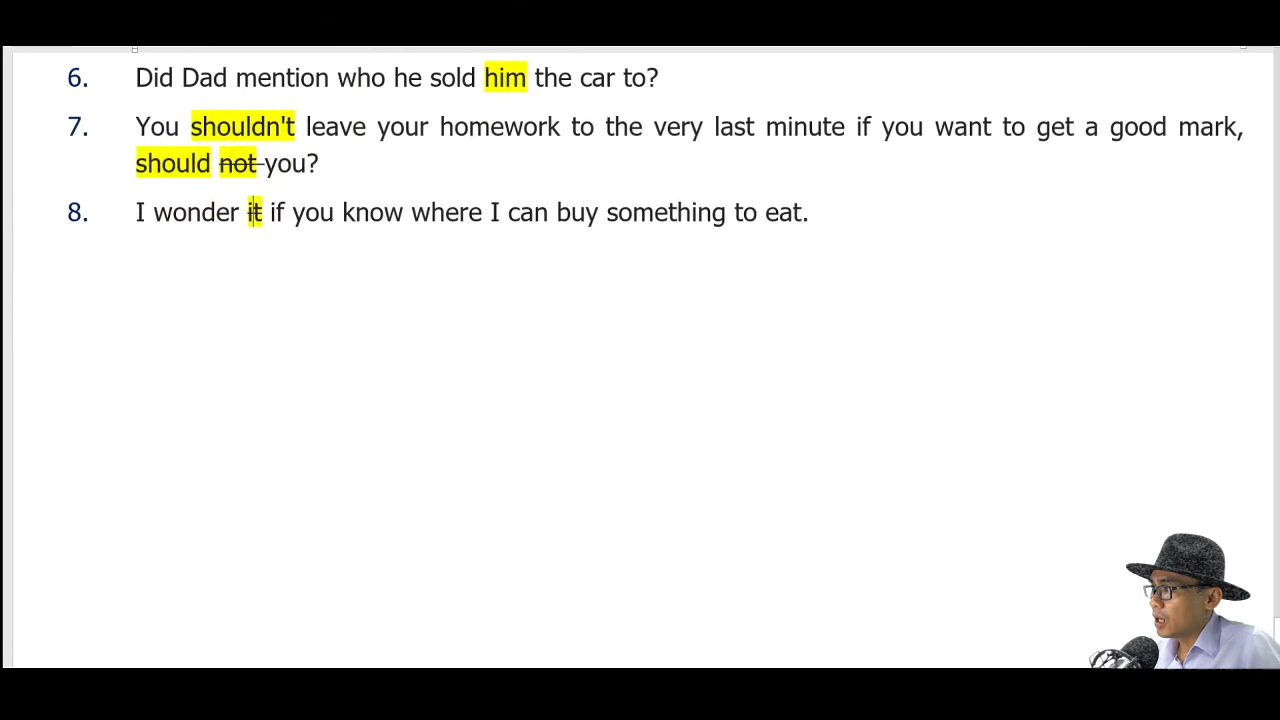 6. Did Dad mention who he sold him the car to?
7. You shouldn't leave your homework to the very last minute if you want to get a good mark,
should not you?
8. I wonder it if you know where I can buy something to eat.